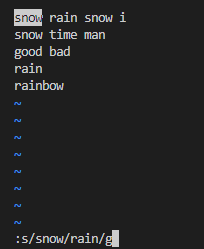 snow rain snow i
snow time man
good bad
rain
rainbow
~
~
~
~
~
~
~
~
:s/snow/rain/g